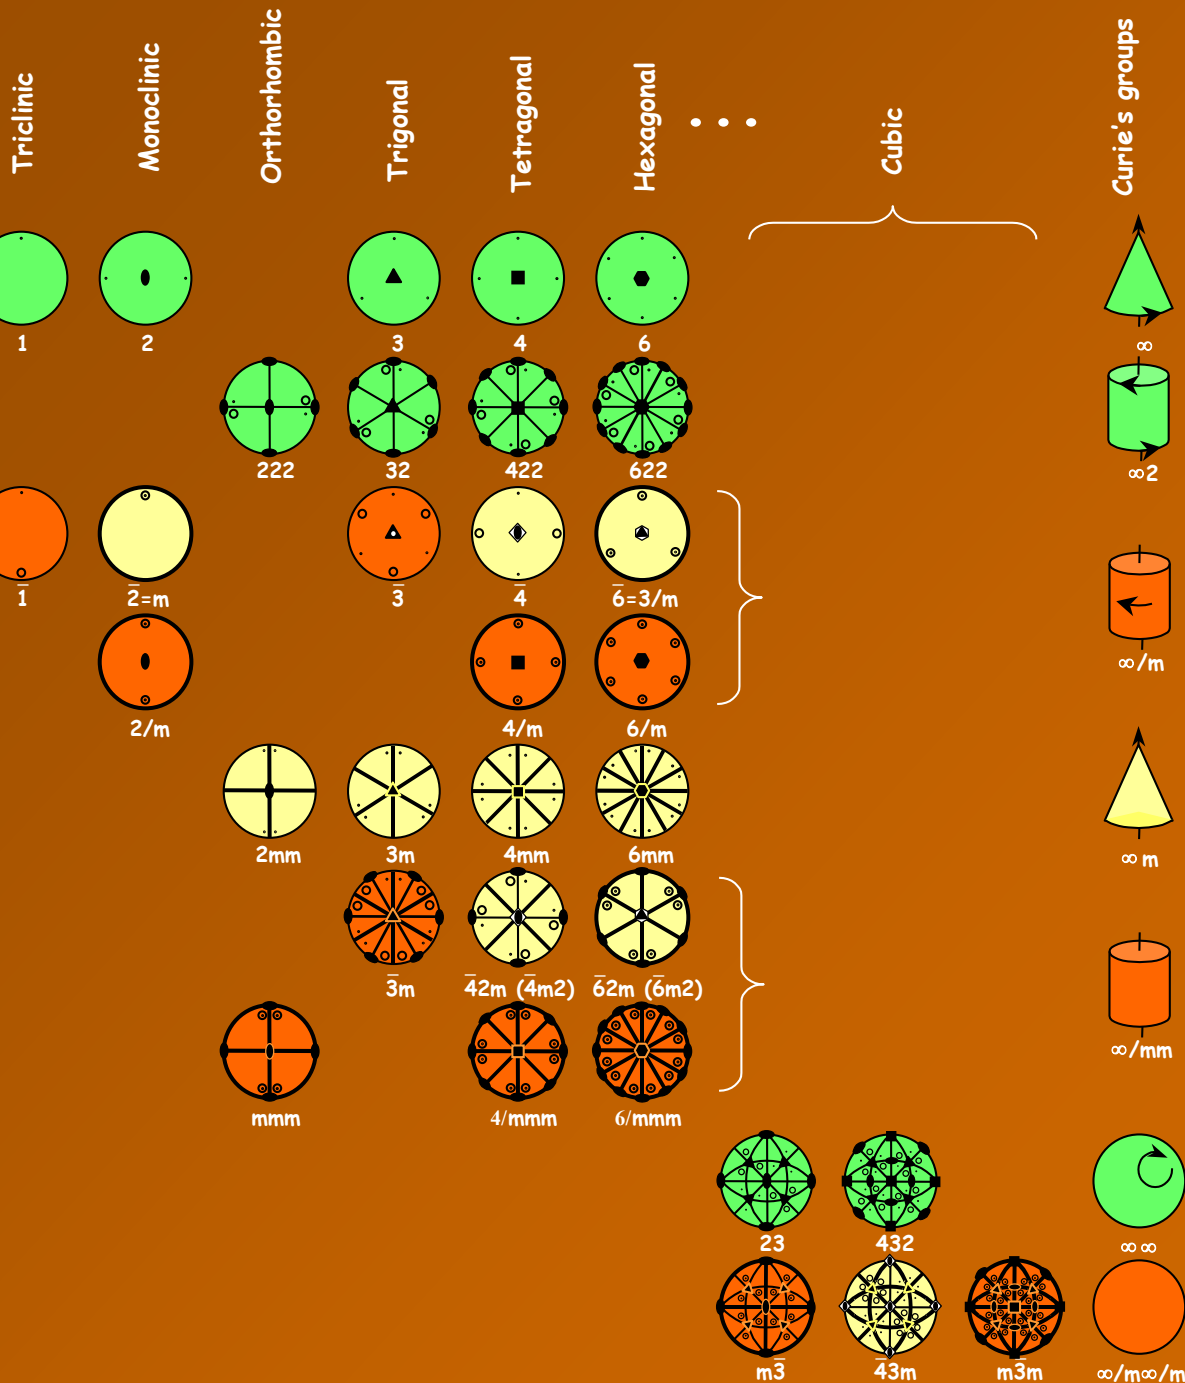 Triclinic
Monoclinic
Orthorhombic
Trigonal
Tetragonal
Hexagonal
• • •
Cubic
Curie's groups
1 2 3 4 6 ∞
222 32 422 622 ∞2
1̅ 2̅=m 3̅ 4̅ 6̅=3/m ∞/m
2/m 4/m 6/m
2mm 3m 4mm 6mm ∞m
3̅m 4̅2m (4̅m2) 6̅2m (6̅m2) ∞/mm
mmm 4/mmm 6/mmm
23 432 ∞∞
m3̅ 4̅3m m3̅m ∞/m∞/m